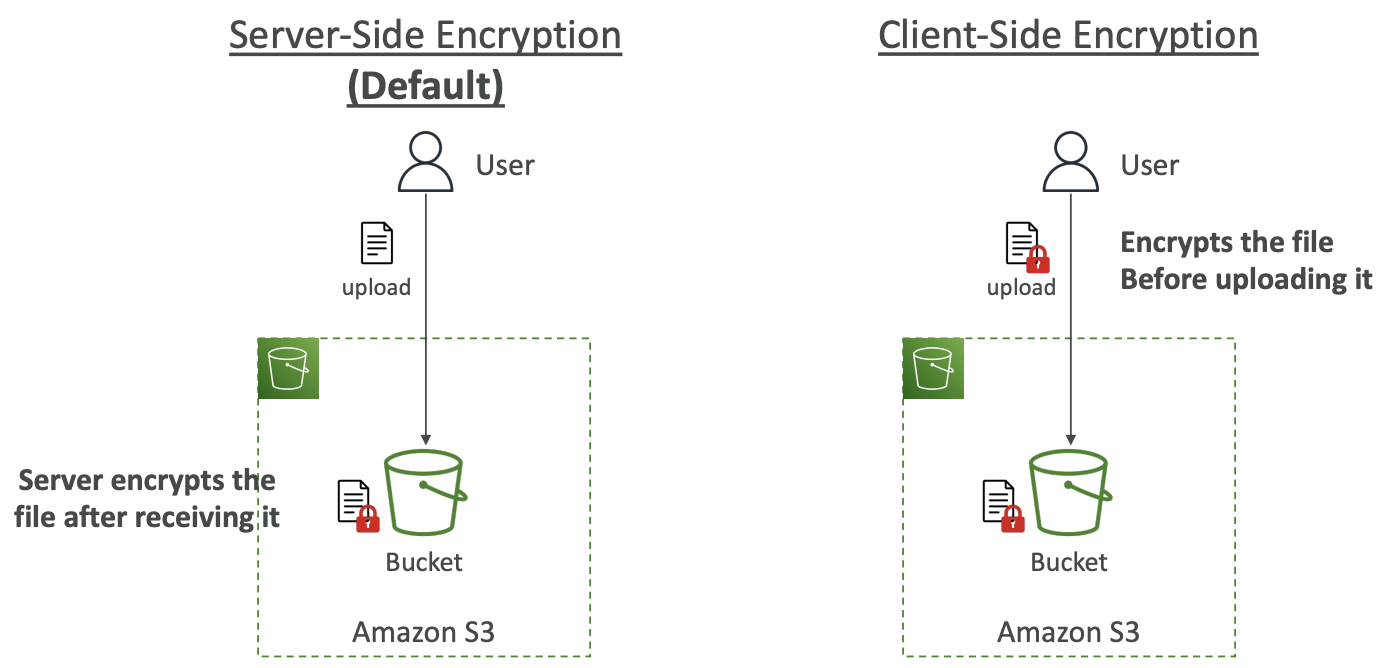 Server-Side Encryption
(Default)
User
upload
Server encrypts the
file after receiving it
Bucket
Amazon S3
Client-Side Encryption
User
upload
Encrypts the file
Before uploading it
Bucket
Amazon S3